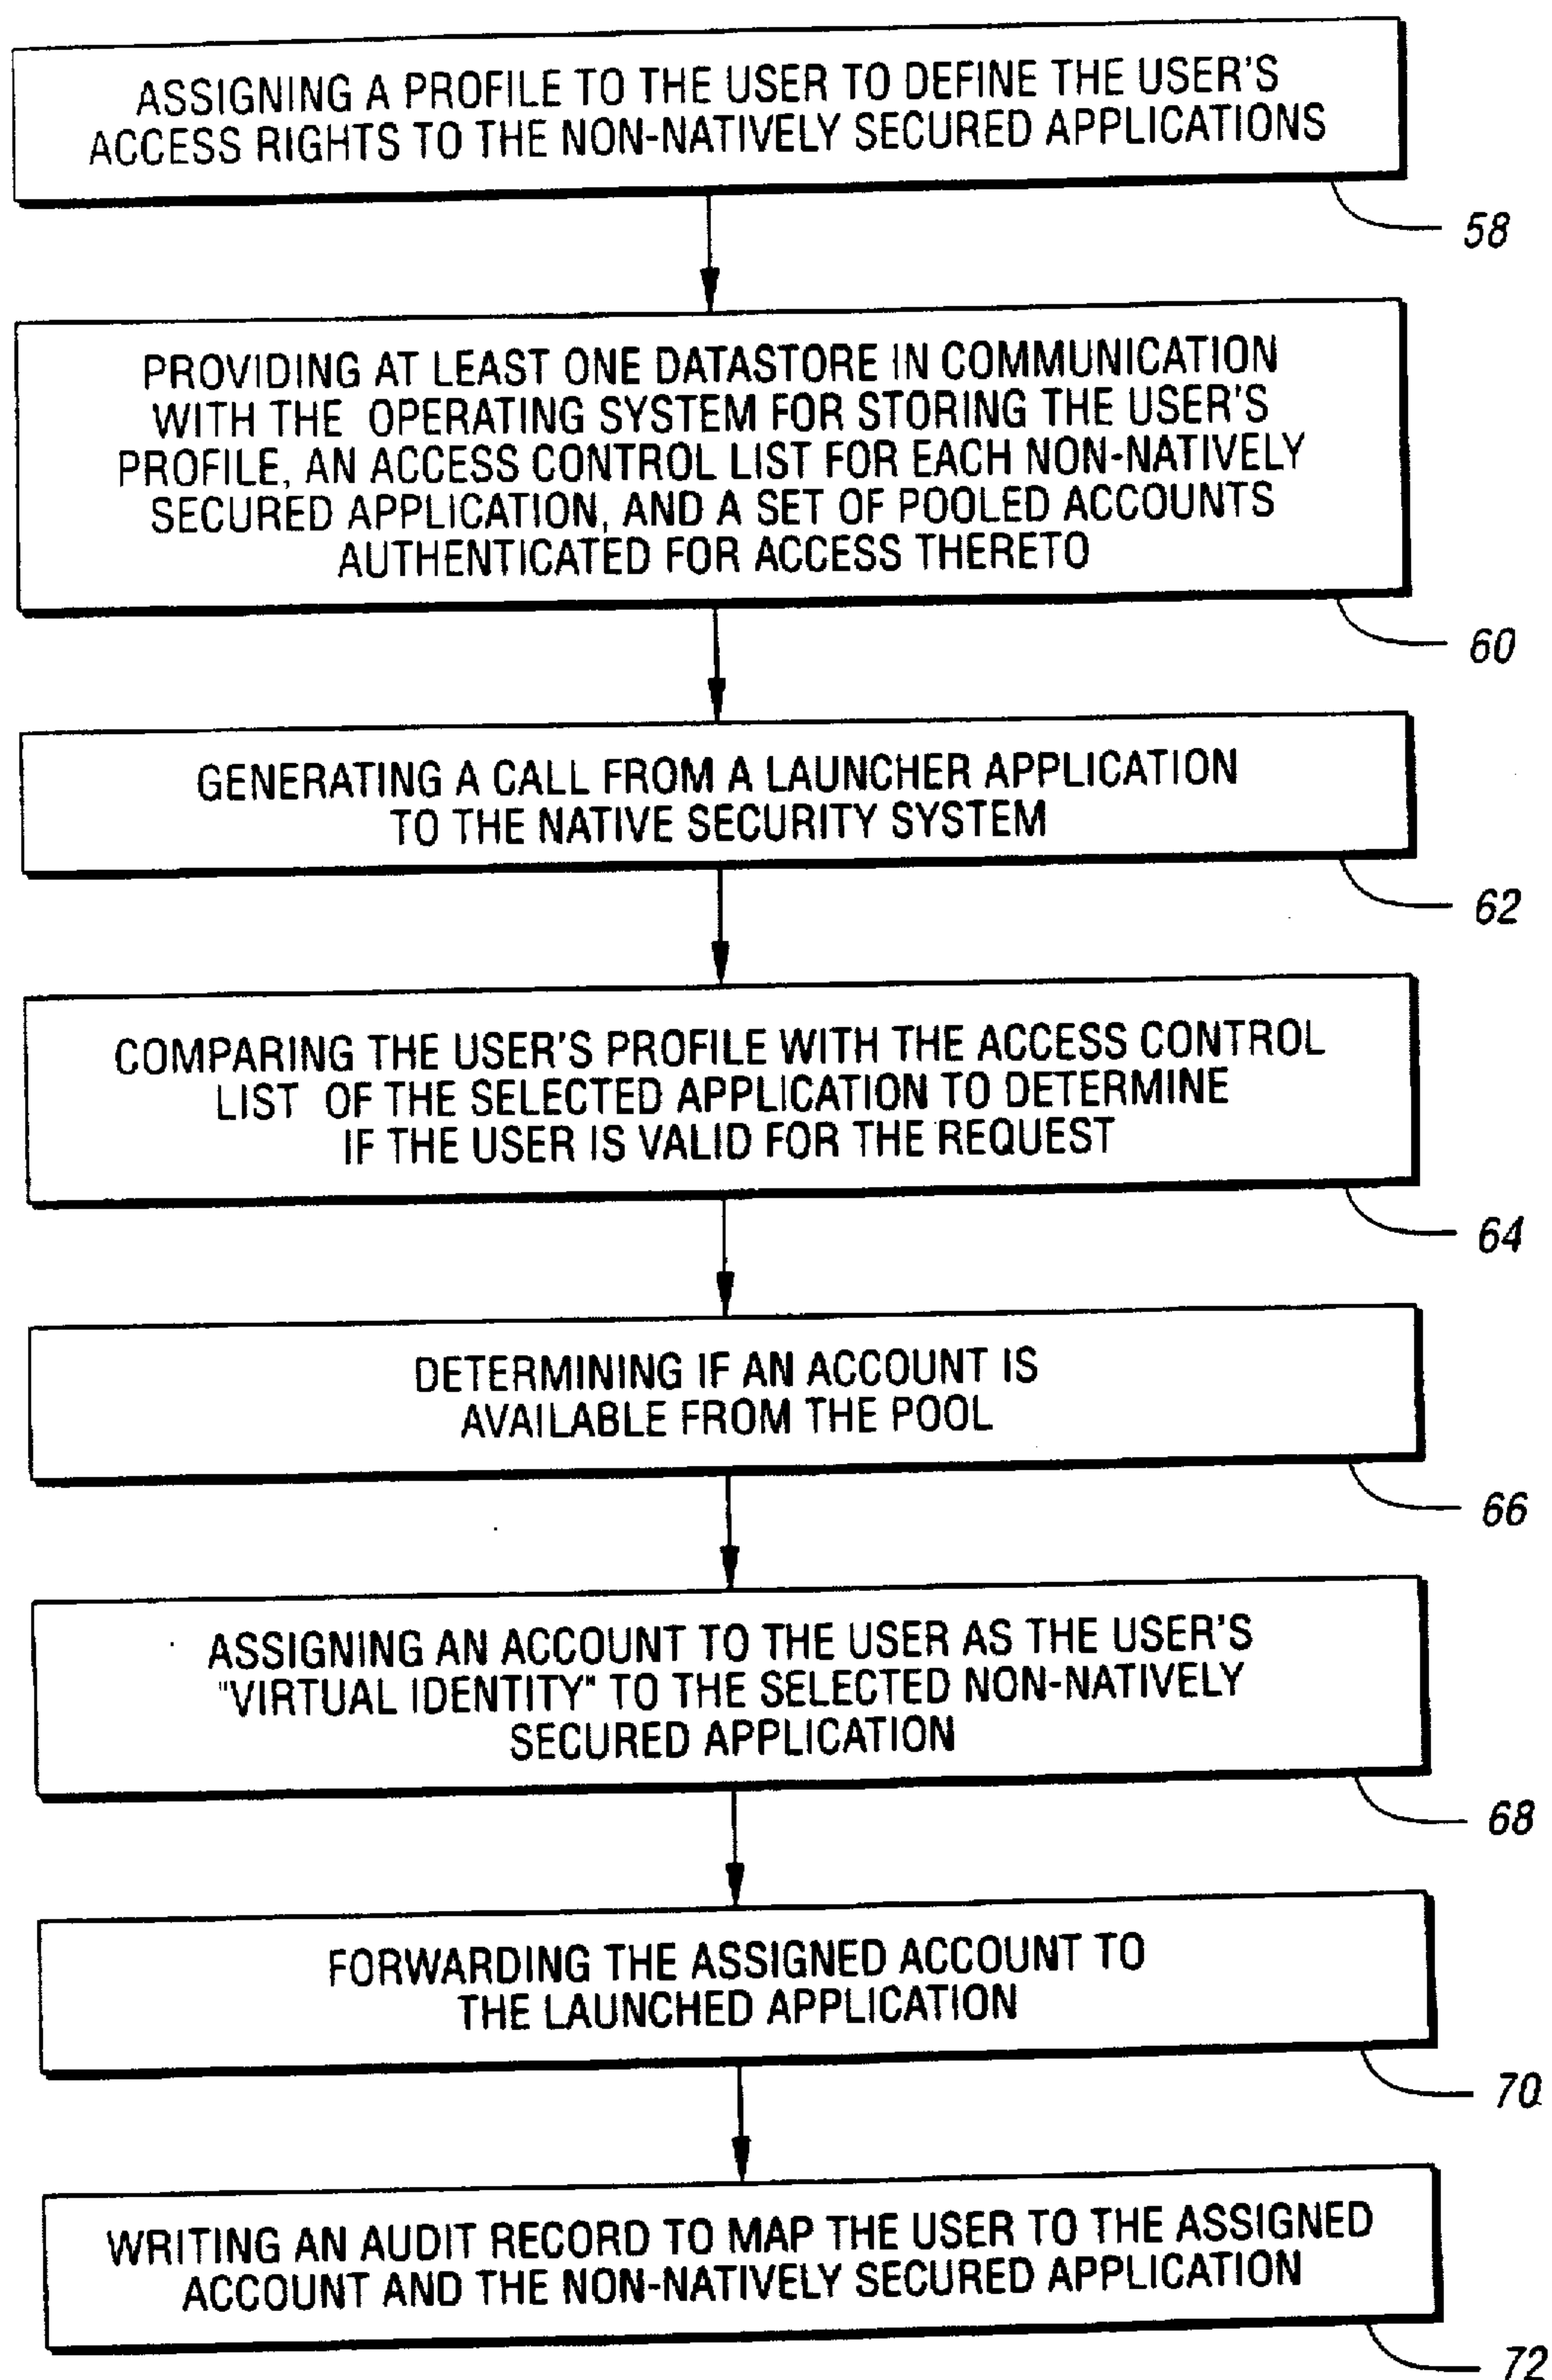 ASSIGNING A PROFILE TO THE USER TO DEFINE THE USER'S
ACCESS RIGHTS TO THE NON-NATIVELY SECURED APPLICATIONS
58
PROVIDING AT LEAST ONE DATASTORE IN COMMUNICATION
WITH THE OPERATING SYSTEM FOR STORING THE USER'S
PROFILE, AN ACCESS CONTROL LIST FOR EACH NON-NATIVELY
SECURED APPLICATION, AND A SET OF POOLED ACCOUNTS
AUTHENTICATED FOR ACCESS THERETO
60
GENERATING A CALL FROM A LAUNCHER APPLICATION
TO THE NATIVE SECURITY SYSTEM
62
COMPARING THE USER'S PROFILE WITH THE ACCESS CONTROL
LIST OF THE SELECTED APPLICATION TO DETERMINE
IF THE USER IS VALID FOR THE REQUEST
64
DETERMINING IF AN ACCOUNT IS
AVAILABLE FROM THE POOL
66
ASSIGNING AN ACCOUNT TO THE USER AS THE USER'S
"VIRTUAL IDENTITY" TO THE SELECTED NON-NATIVELY
SECURED APPLICATION
68
FORWARDING THE ASSIGNED ACCOUNT TO
THE LAUNCHED APPLICATION
70
WRITING AN AUDIT RECORD TO MAP THE USER TO THE ASSIGNED
ACCOUNT AND THE NON-NATIVELY SECURED APPLICATION
72